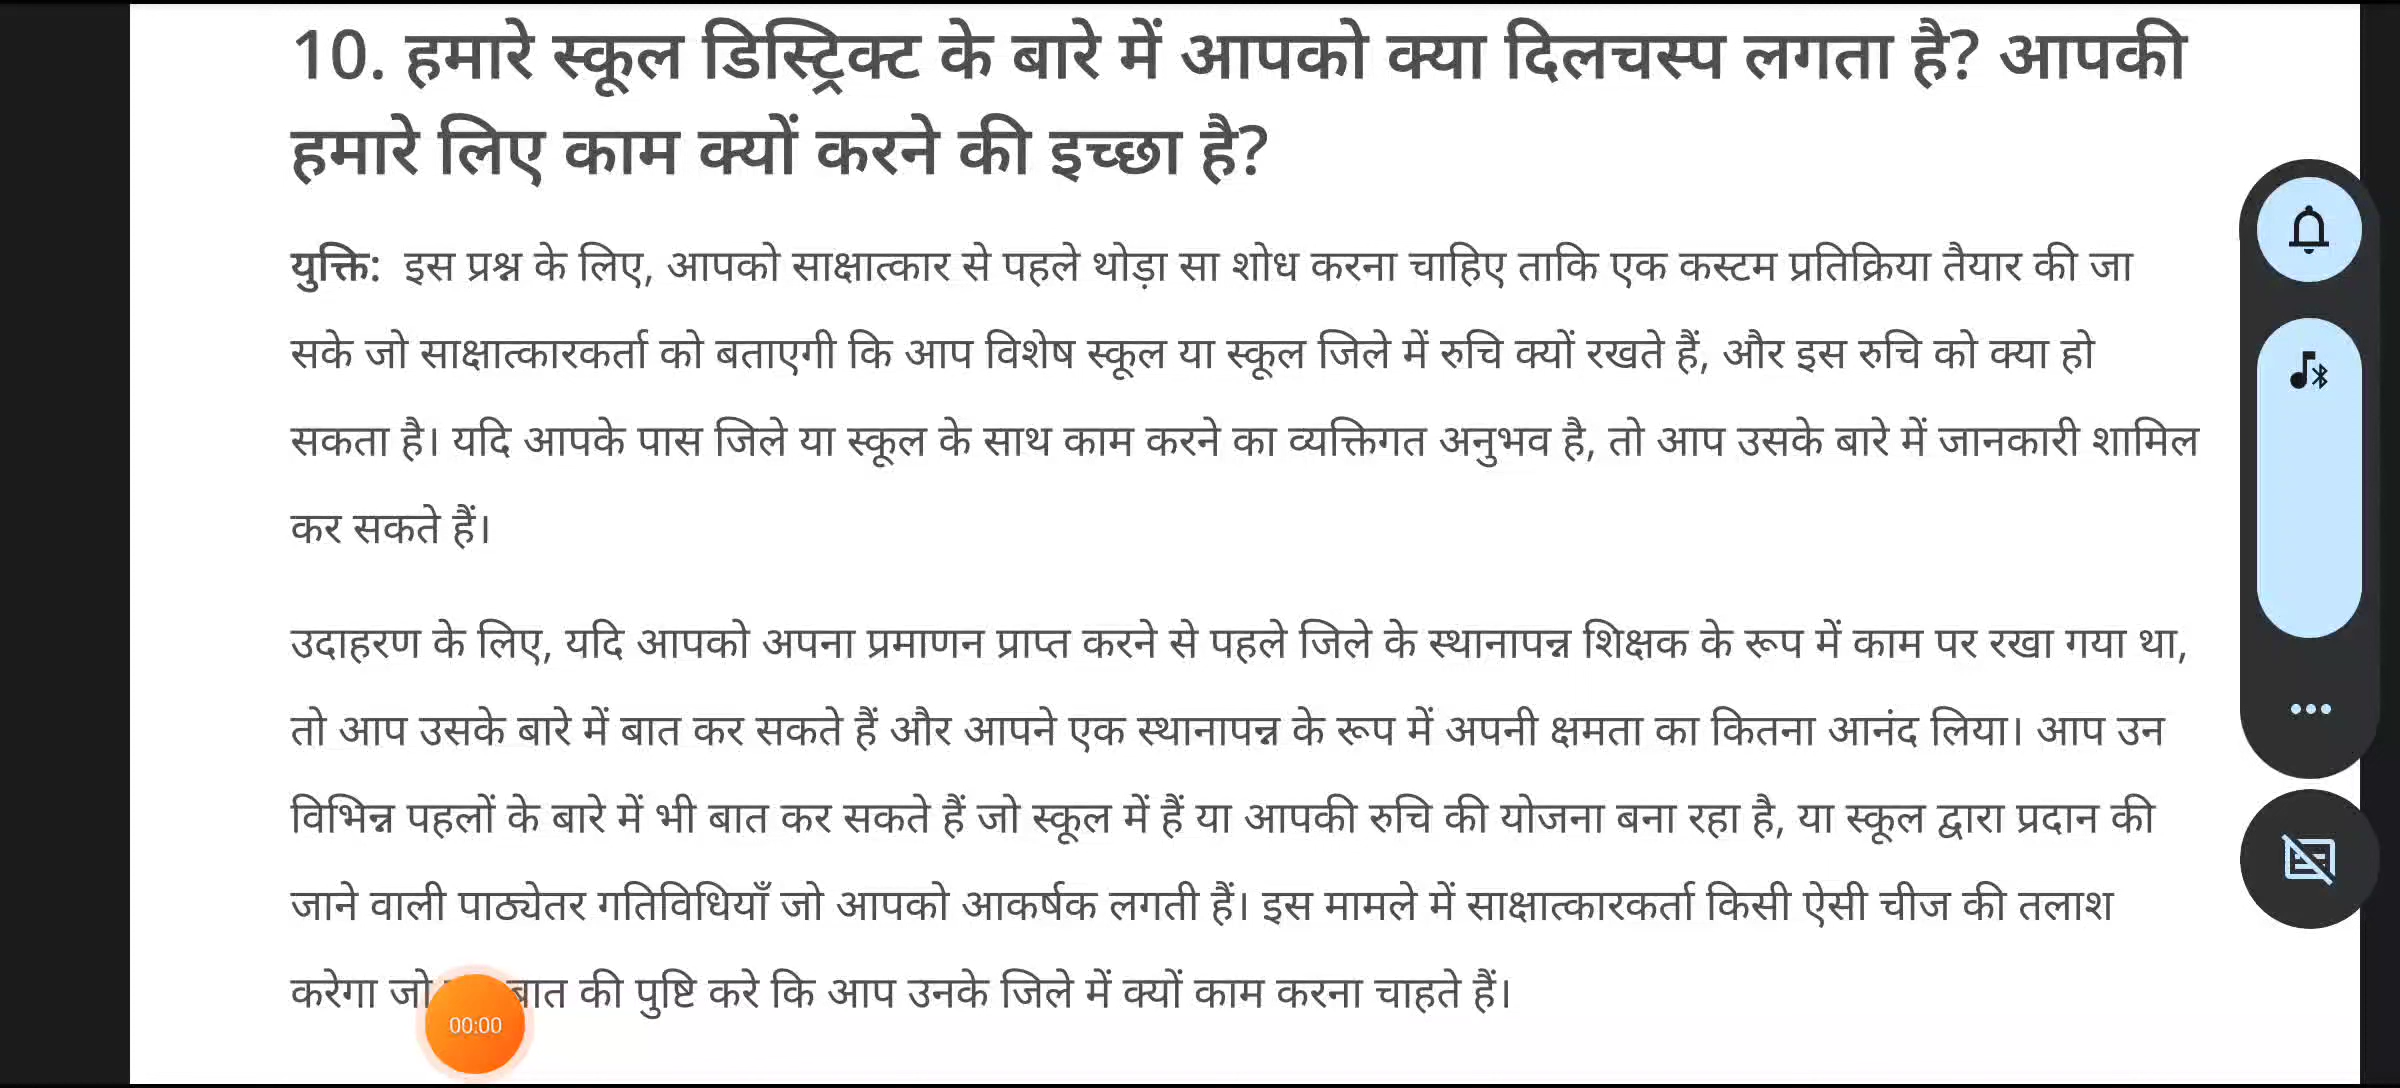 10. हमारे स्कूल डिस्ट्रिक्ट के बारे में आपको क्या दिलचस्प लगता है? आपकी
हमारे लिए काम क्यों करने की इच्छा है?
युक्ति: इस प्रश्न के लिए, आपको साक्षात्कार से पहले थोड़ा सा शोध करना चाहिए ताकि एक कस्टम प्रतिक्रिया तैयार की जा
सके जो साक्षात्कारकर्ता को बताएगी कि आप विशेष स्कूल या स्कूल जिले में रुचि क्यों रखते हैं, और इस रुचि को क्या हो
सकता है। यदि आपके पास जिले या स्कूल के साथ काम करने का व्यक्तिगत अनुभव है, तो आप उसके बारे में जानकारी शामिल
कर सकते हैं।
उदाहरण के लिए, यदि आपको अपना प्रमाणन प्राप्त करने से पहले जिले के स्थानापन्न शिक्षक के रूप में काम पर रखा गया था,
तो आप उसके बारे में बात कर सकते हैं और आपने एक स्थानापन्न के रूप में अपनी क्षमता का कितना आनंद लिया। आप उन
विभिन्न पहलों के बारे में भी बात कर सकते हैं जो स्कूल में हैं या आपकी रुचि की योजना बना रहा है, या स्कूल द्वारा प्रदान की
जाने वाली पाठ्येतर गतिविधियाँ जो आपको आकर्षक लगती हैं। इस मामले में साक्षात्कारकर्ता किसी ऐसी चीज की तलाश
करेगा जो बात की पुष्टि करे कि आप उनके जिले में क्यों काम करना चाहते हैं।
00:00